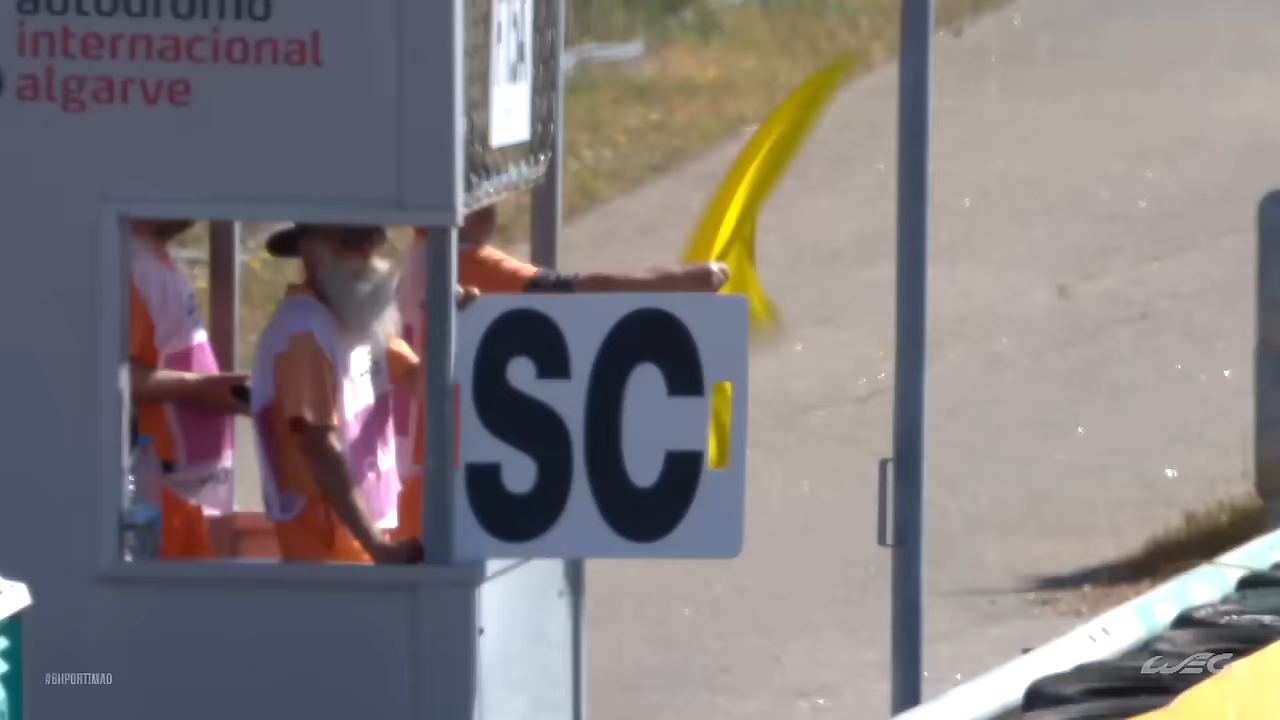 autodromo
internacional
algarve
SC
#6HPORTIMAO
WEC